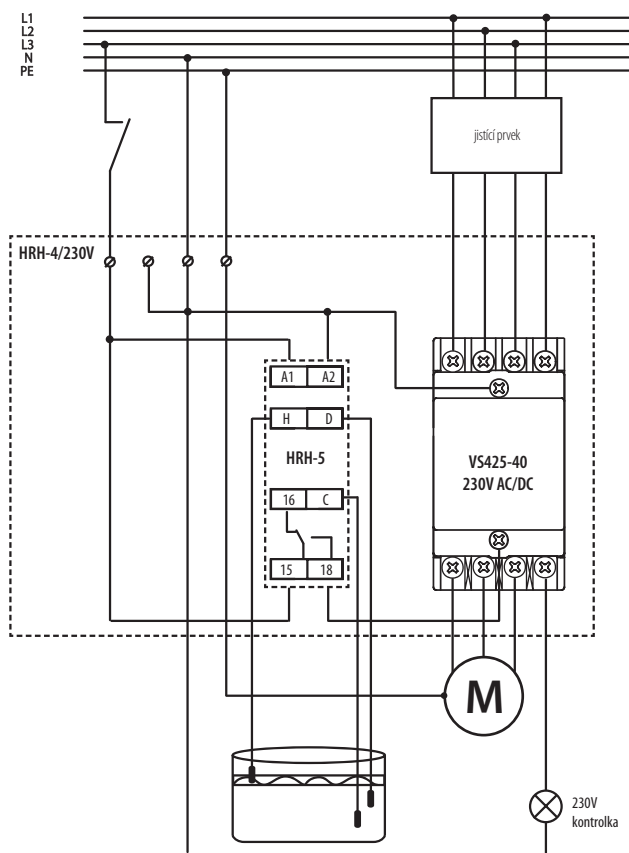 L1
L2
L3
N
PE
jistící prvek
HRH-4/230V
A1 A2
H D
HRH-5
16 C
15 18
VS425-40
230V AC/DC
M
230V
kontrolka